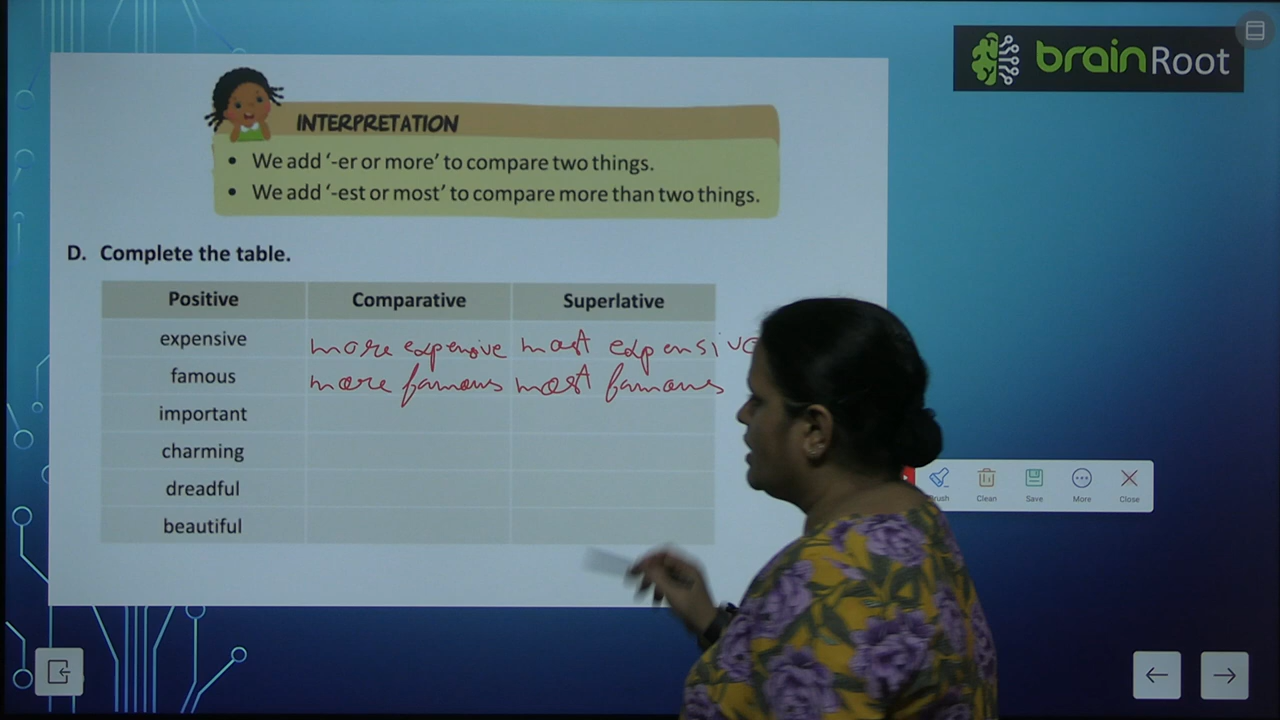 brainRoot
INTERPRETATION
• We add ‘-er or more’ to compare two things.
• We add ‘-est or most’ to compare more than two things.
D. Complete the table.
Positive Comparative Superlative
expensive more expensive most expensive
famous more famous most famous
important
charming
dreadful
beautiful
Brush Clean Save More Close